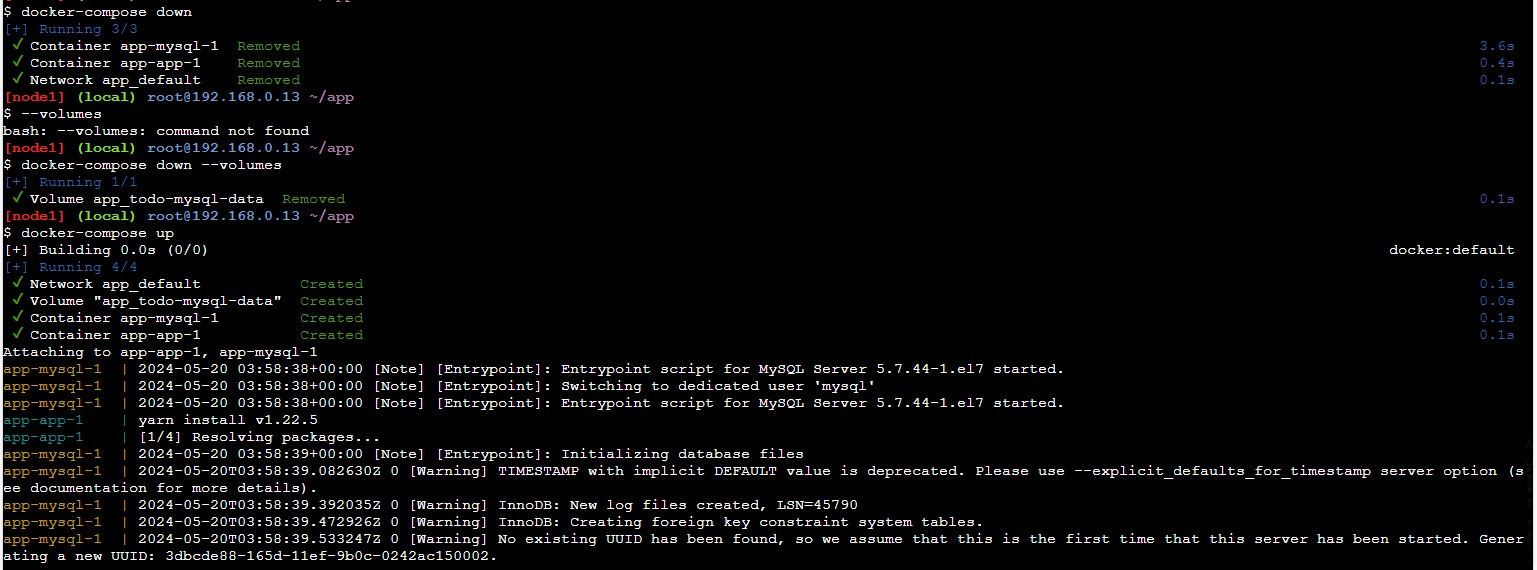 $ docker-compose down
[+] Running 3/3
✓ Container app-mysql-1 Removed 3.6s
✓ Container app-app-1 Removed 0.4s
✓ Network app_default Removed 0.1s
[node1] (local) root@192.168.0.13 ~/app
$ --volumes
bash: --volumes: command not found
[node1] (local) root@192.168.0.13 ~/app
$ docker-compose down --volumes
[+] Running 1/1
✓ Volume app_todo-mysql-data Removed 0.1s
[node1] (local) root@192.168.0.13 ~/app
$ docker-compose up
[+] Building 0.0s (0/0) docker:default
[+] Running 4/4
✓ Network app_default Created 0.1s
✓ Volume "app_todo-mysql-data" Created 0.0s
✓ Container app-mysql-1 Created 0.1s
✓ Container app-app-1 Created 0.1s
Attaching to app-app-1, app-mysql-1
app-mysql-1 | 2024-05-20 03:58:38+00:00 [Note] [Entrypoint]: Entrypoint script for MySQL Server 5.7.44-1.el7 started.
app-mysql-1 | 2024-05-20 03:58:38+00:00 [Note] [Entrypoint]: Switching to dedicated user 'mysql'
app-mysql-1 | 2024-05-20 03:58:38+00:00 [Note] [Entrypoint]: Entrypoint script for MySQL Server 5.7.44-1.el7 started.
app-app-1 | yarn install v1.22.5
app-app-1 | [1/4] Resolving packages...
app-mysql-1 | 2024-05-20 03:58:39+00:00 [Note] [Entrypoint]: Initializing database files
app-mysql-1 | 2024-05-20T03:58:39.082630Z 0 [Warning] TIMESTAMP with implicit DEFAULT value is deprecated. Please use --explicit_defaults_for_timestamp server option (s
ee documentation for more details).
app-mysql-1 | 2024-05-20T03:58:39.392035Z 0 [Warning] InnoDB: New log files created, LSN=45790
app-mysql-1 | 2024-05-20T03:58:39.472926Z 0 [Warning] InnoDB: Creating foreign key constraint system tables.
app-mysql-1 | 2024-05-20T03:58:39.533247Z 0 [Warning] No existing UUID has been found, so we assume that this is the first time that this server has been started. Gener
ating a new UUID: 3dbcde88-165d-11ef-9b0c-0242ac150002.